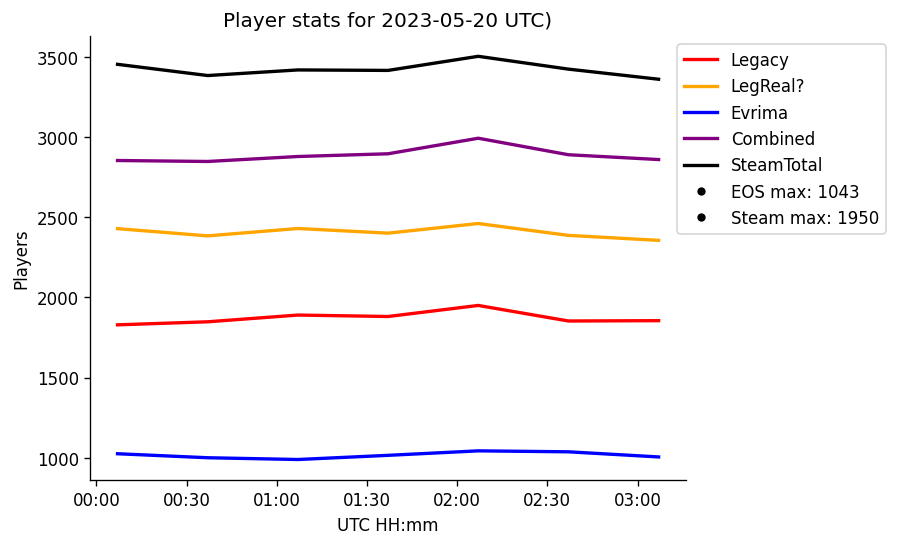 Player stats for 2023-05-20 UTC)
3500
3000
2500
2000
1500
1000
Players
00:00 00:30 01:00 01:30 02:00 02:30 03:00
UTC HH:mm
Legacy
LegReal?
Evrima
Combined
SteamTotal
EOS max: 1043
Steam max: 1950